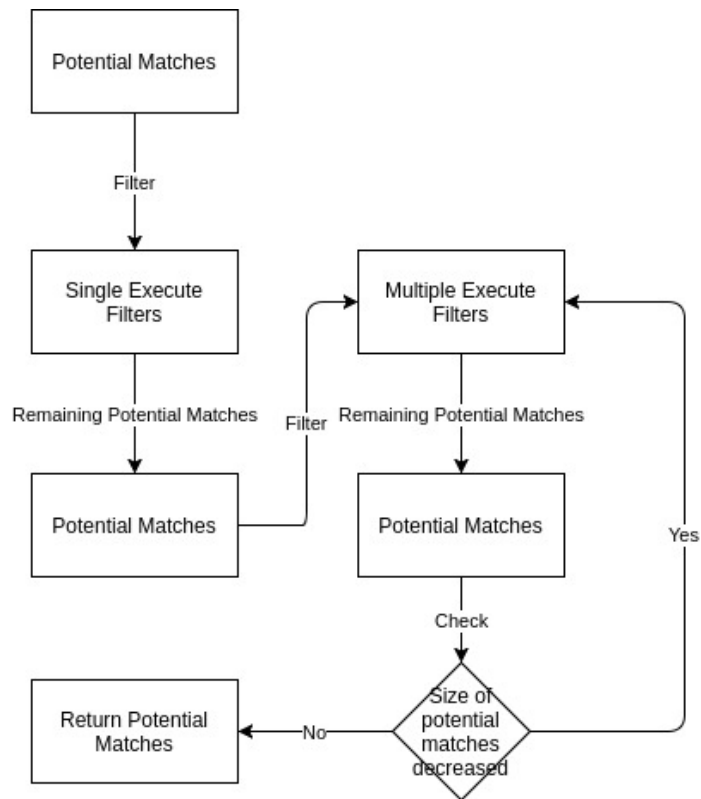 Potential Matches
Filter
Single Execute
Filters
Multiple Execute
Filters
Remaining Potential Matches
Filter
Remaining Potential Matches
Potential Matches
Potential Matches
Yes
Check
Size of
potential
matches
decreased
No
Return Potential
Matches